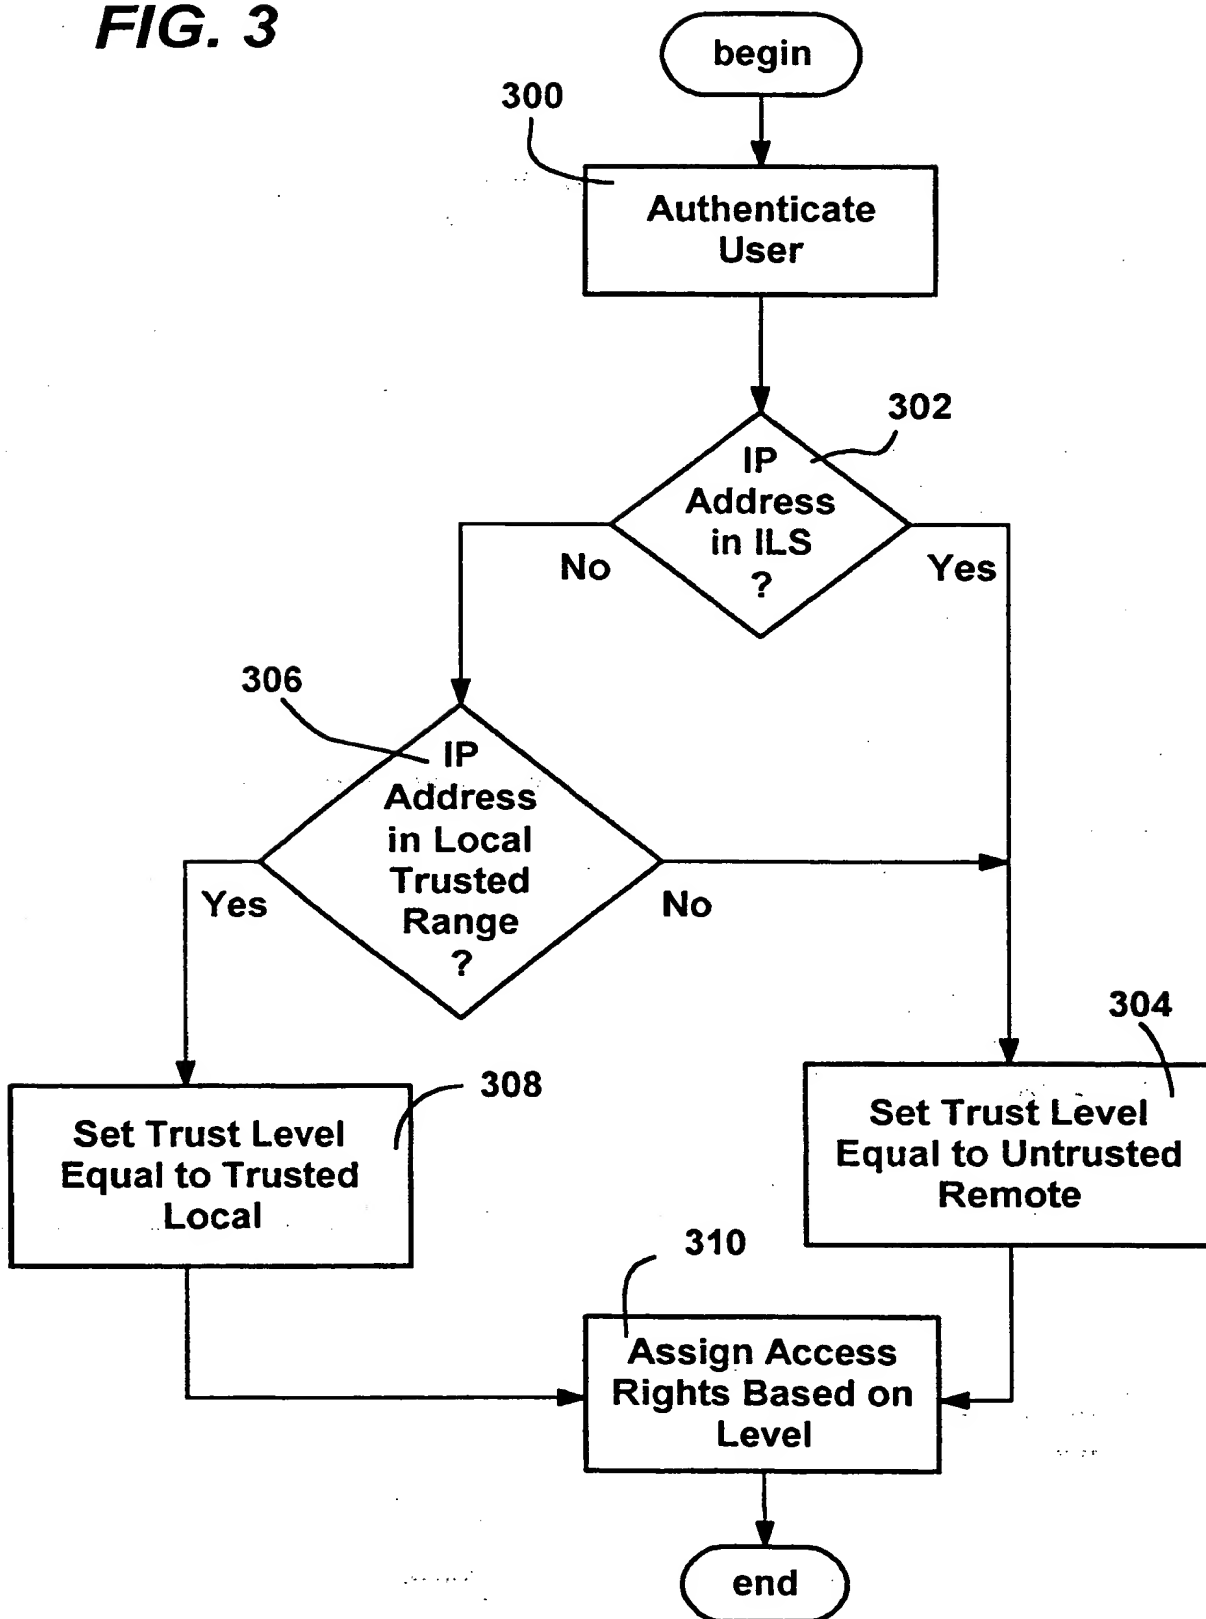 FIG. 3
begin
300
Authenticate
User
302
IP
Address
in ILS
?
No
Yes
306
IP
Address
in Local
Trusted
Range
?
Yes
No
304
308
Set Trust Level
Equal to Trusted
Local
Set Trust Level
Equal to Untrusted
Remote
310
Assign Access
Rights Based on
Level
end